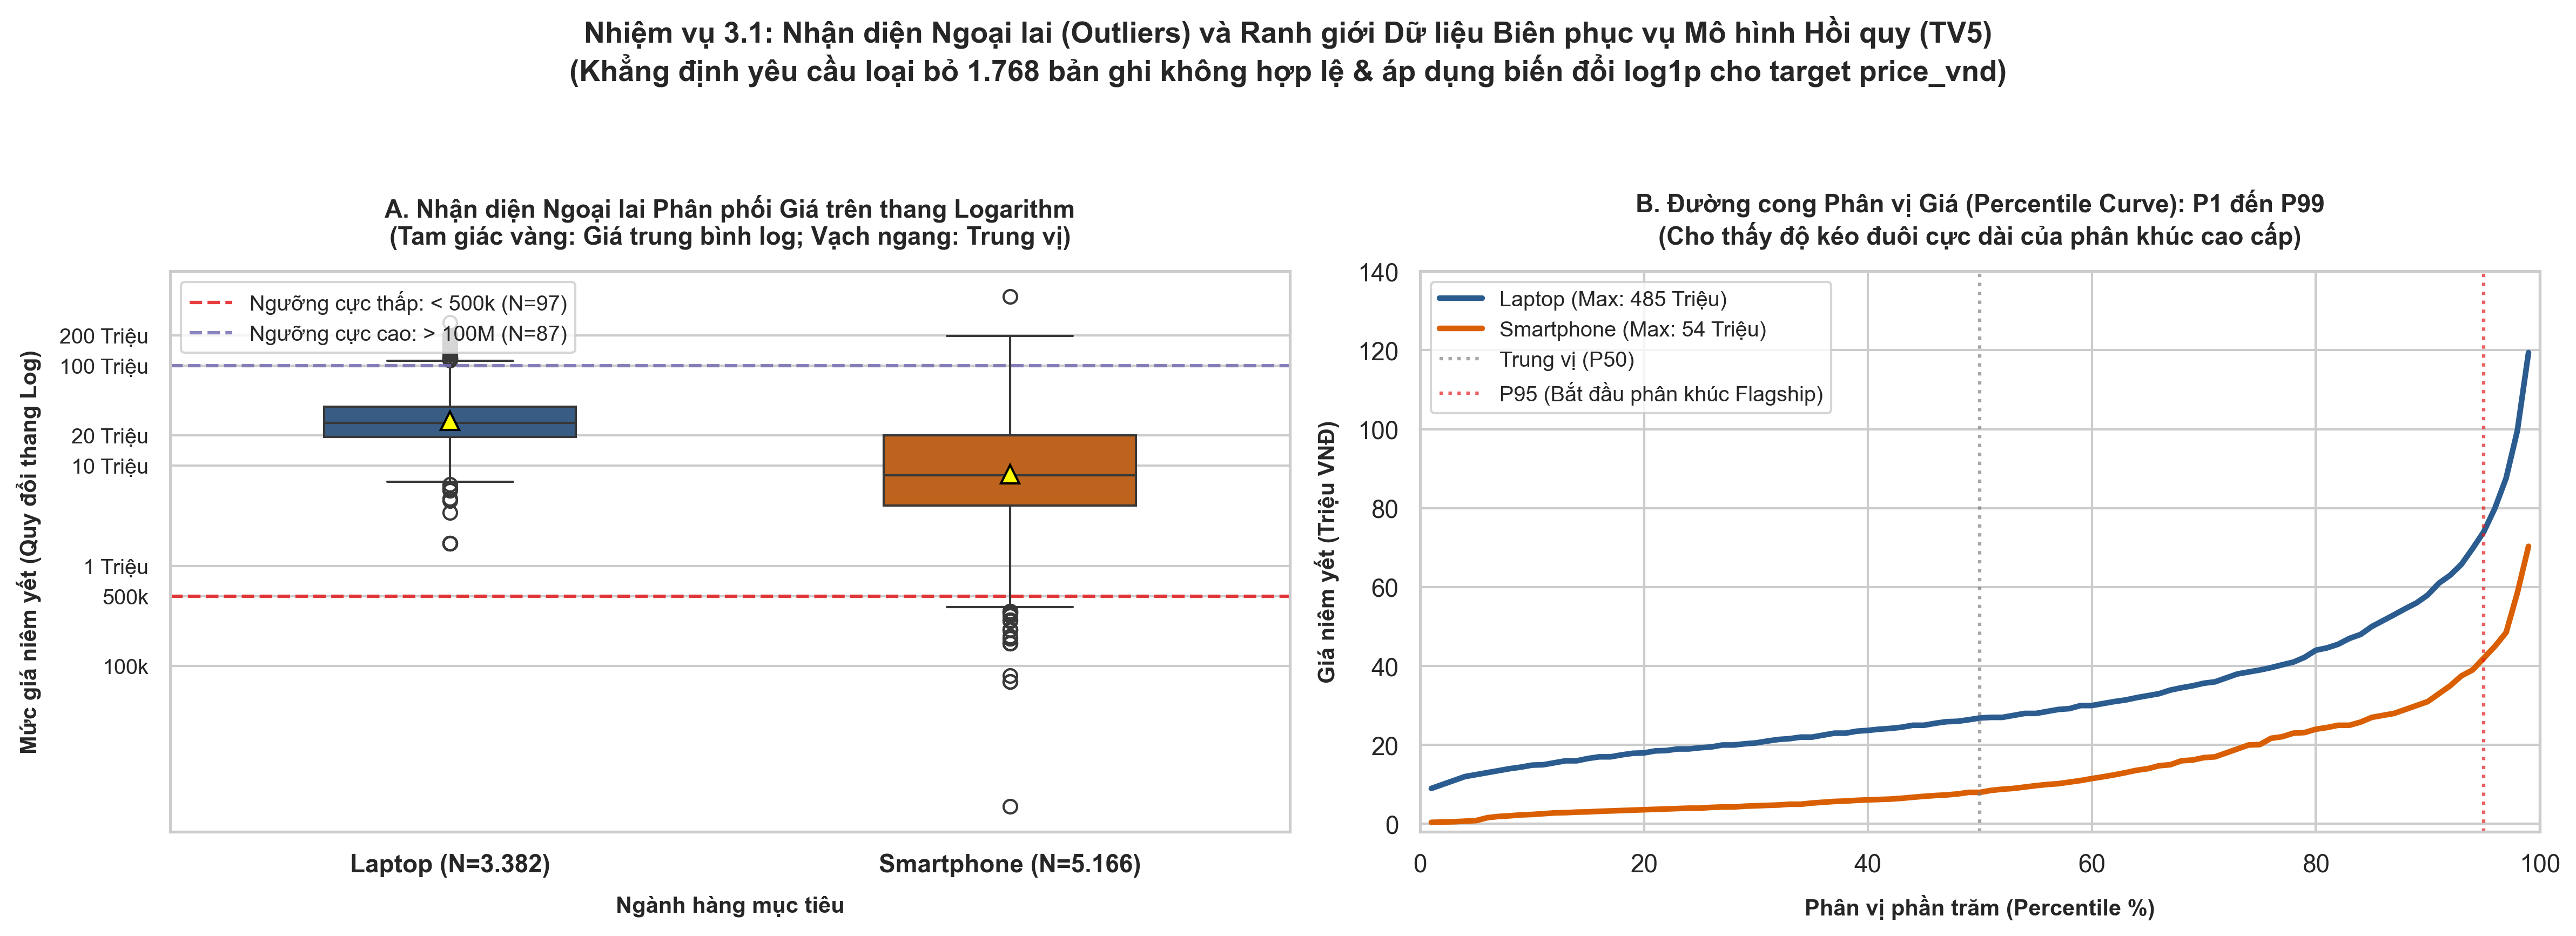 Nhiệm vụ 3.1: Nhận diện Ngoại lai (Outliers) và Ranh giới Dữ liệu Biên phục vụ Mô hình Hồi quy (TV5)
(Khẳng định yêu cầu loại bỏ 1.768 bản ghi không hợp lệ & áp dụng biến đổi log1p cho target price_vnd)
A. Nhận diện Ngoại lai Phân phối Giá trên thang Logarithm
(Tam giác vàng: Giá trung bình log; Vạch ngang: Trung vị)
Ngưỡng cực thấp: < 500k (N=97)
Ngưỡng cực cao: > 100M (N=87)
Mức giá niêm yết (Quy đổi thang Log)
200 Triệu
100 Triệu
20 Triệu
10 Triệu
1 Triệu
500k
100k
Laptop (N=3.382)
Smartphone (N=5.166)
Ngành hàng mục tiêu
B. Đường cong Phân vị Giá (Percentile Curve): P1 đến P99
(Cho thấy độ kéo đuôi cực dài của phân khúc cao cấp)
Laptop (Max: 485 Triệu)
Smartphone (Max: 54 Triệu)
Trung vị (P50)
P95 (Bắt đầu phân khúc Flagship)
Giá niêm yết (Triệu VNĐ)
140
120
100
80
60
40
20
0
0
20
40
60
80
100
Phân vị phần trăm (Percentile %)